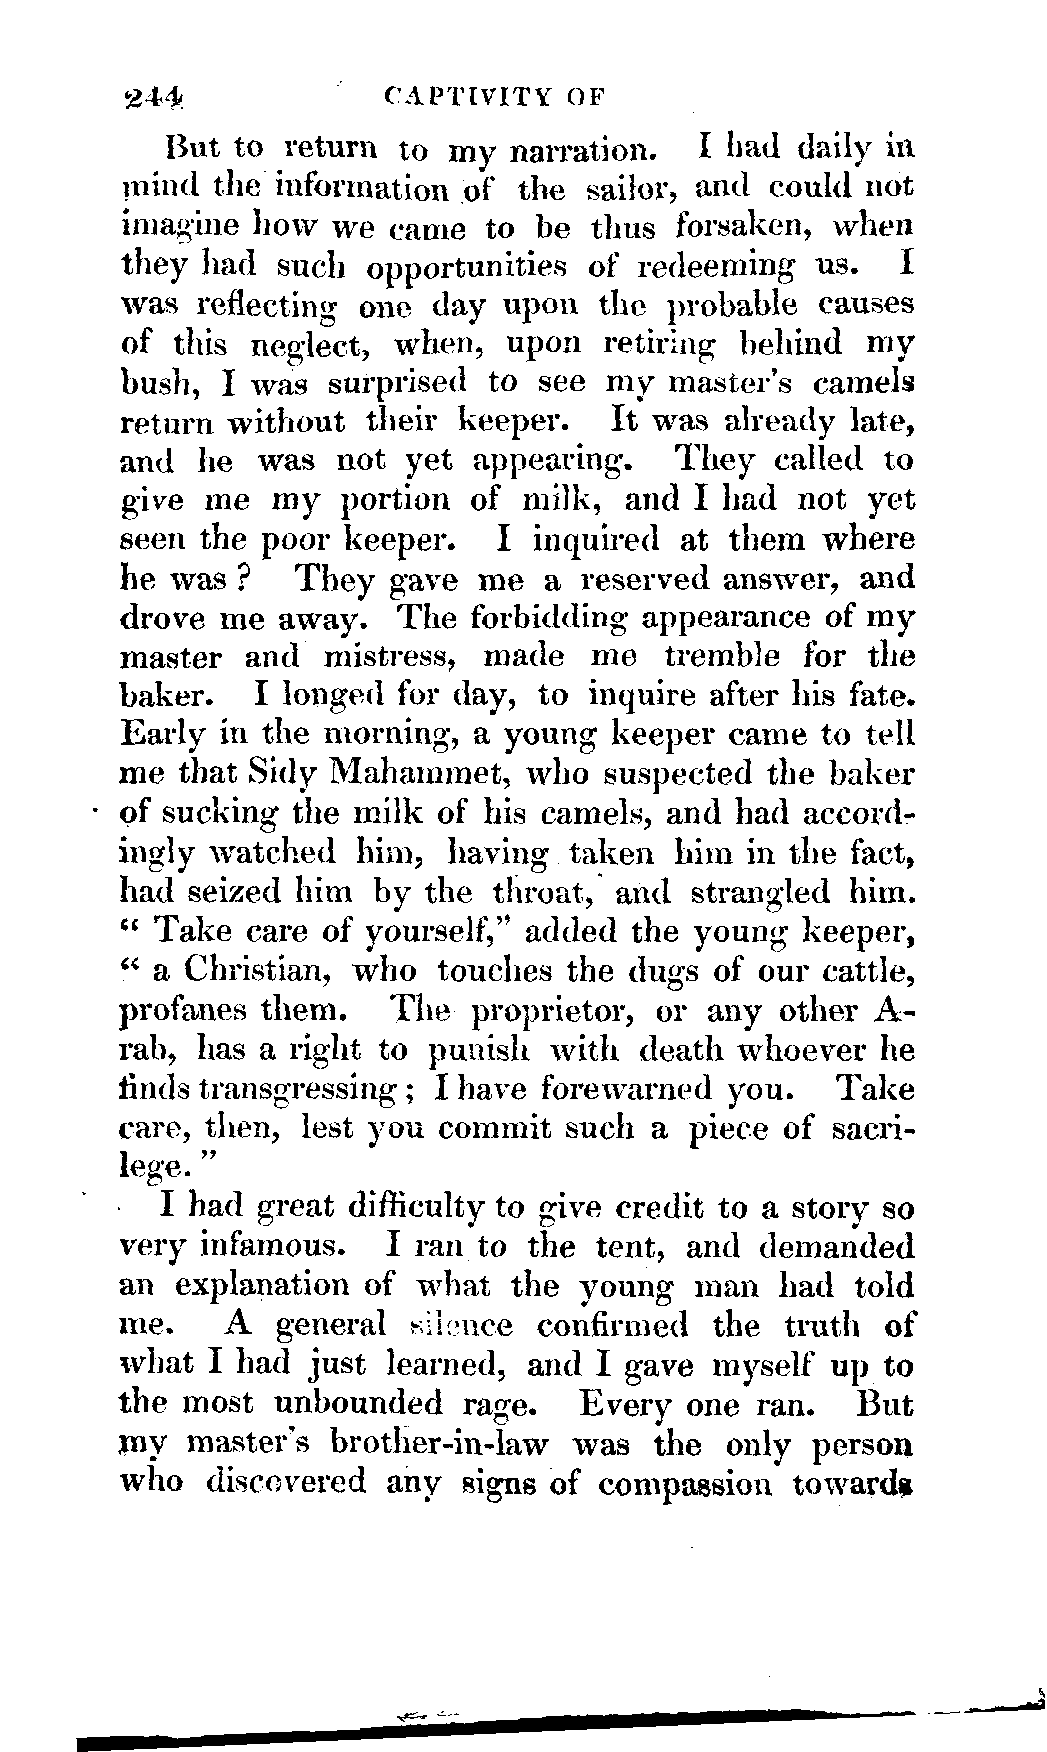 244 CAPTIVITY OF
But to return to my narration. I had daily in
mind the information of the sailor, and could not
imagine how we came to be thus forsaken, when
they had such opportunities of redeeming us. I
was reflecting one day upon the probable causes
of this neglect, when, upon retiring behind my
bush, I was surprised to see my master's camels
return without their keeper. It was already late,
and he was not yet appearing. They called to
give me my portion of milk, and I had not yet
seen the poor keeper. I inquired at them where
he was? They gave me a reserved answer, and
drove me away. The forbidding appearance of my
master and mistress, made me tremble for the
baker. I longed for day, to inquire after his fate.
Early in the morning, a young keeper came to tell
me that Sidy Mahammet, who suspected the baker
of sucking the milk of his camels, and had accord-
ingly watched him, having taken him in the fact,
had seized him by the throat, and strangled him.
" Take care of yourself," added the young keeper,
" a Christian, who touches the dugs of our cattle,
profanes them. The proprietor, or any other A-
rab, has a right to punish with death whoever he
finds transgressing; I have forewarned you. Take
care, then, lest you commit such a piece of sacri-
lege. "
I had great difficulty to give credit to a story so
very infamous. I ran to the tent, and demanded
an explanation of what the young man had told
me. A general silence confirmed the truth of
what I had just learned, and I gave myself up to
the most unbounded rage. Every one ran. But
my master's brother-in-law was the only person
who discovered any signs of compassion towards